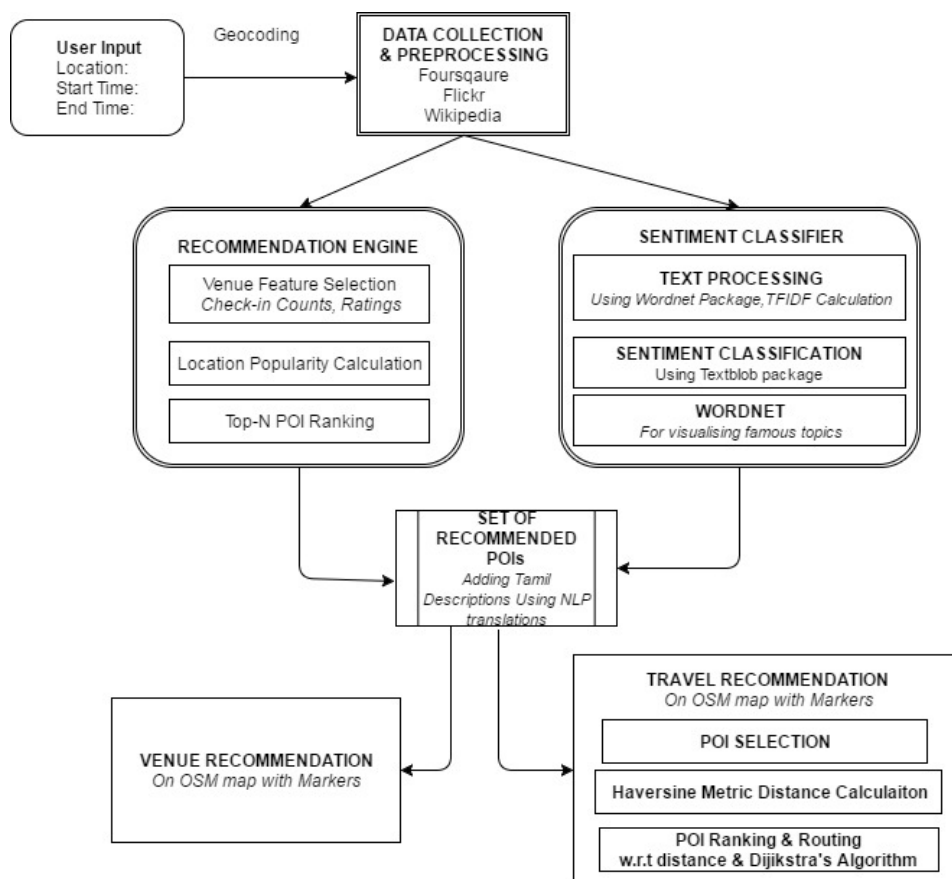 User Input
Location:
Start Time:
End Time:
Geocoding
DATA COLLECTION
& PREPROCESSING
Foursqaure
Flickr
Wikipedia
RECOMMENDATION ENGINE
Venue Feature Selection
Check-in Counts, Ratings
Location Popularity Calculation
Top-N POI Ranking
SENTIMENT CLASSIFIER
TEXT PROCESSING
Using Wordnet Package,TFIDF Calculation
SENTIMENT CLASSIFICATION
Using Textblob package
WORDNET
For visualising famous topics
SET OF
RECOMMENDED
POIs
Adding Tamil
Descriptions Using NLP
translations
VENUE RECOMMENDATION
On OSM map with Markers
TRAVEL RECOMMENDATION
On OSM map with Markers
POI SELECTION
Haversine Metric Distance Calculaiton
POI Ranking & Routing
w.r.t distance & Dijikstra's Algorithm